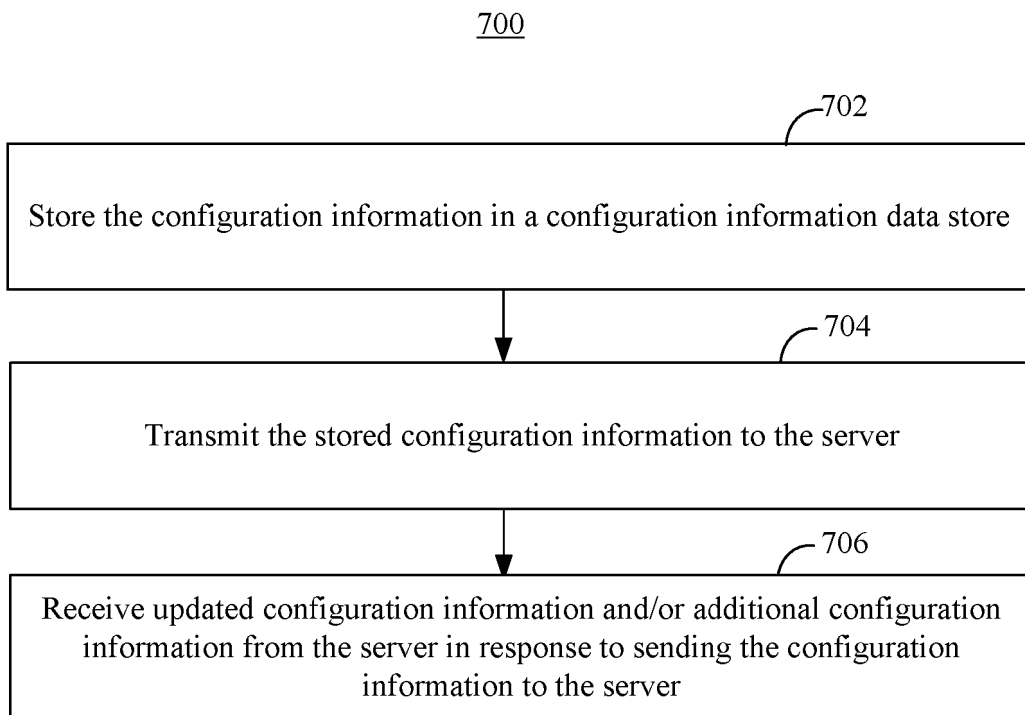 700
702
Store the configuration information in a configuration information data store
704
Transmit the stored configuration information to the server
706
Receive updated configuration information and/or additional configuration
information from the server in response to sending the configuration
information to the server